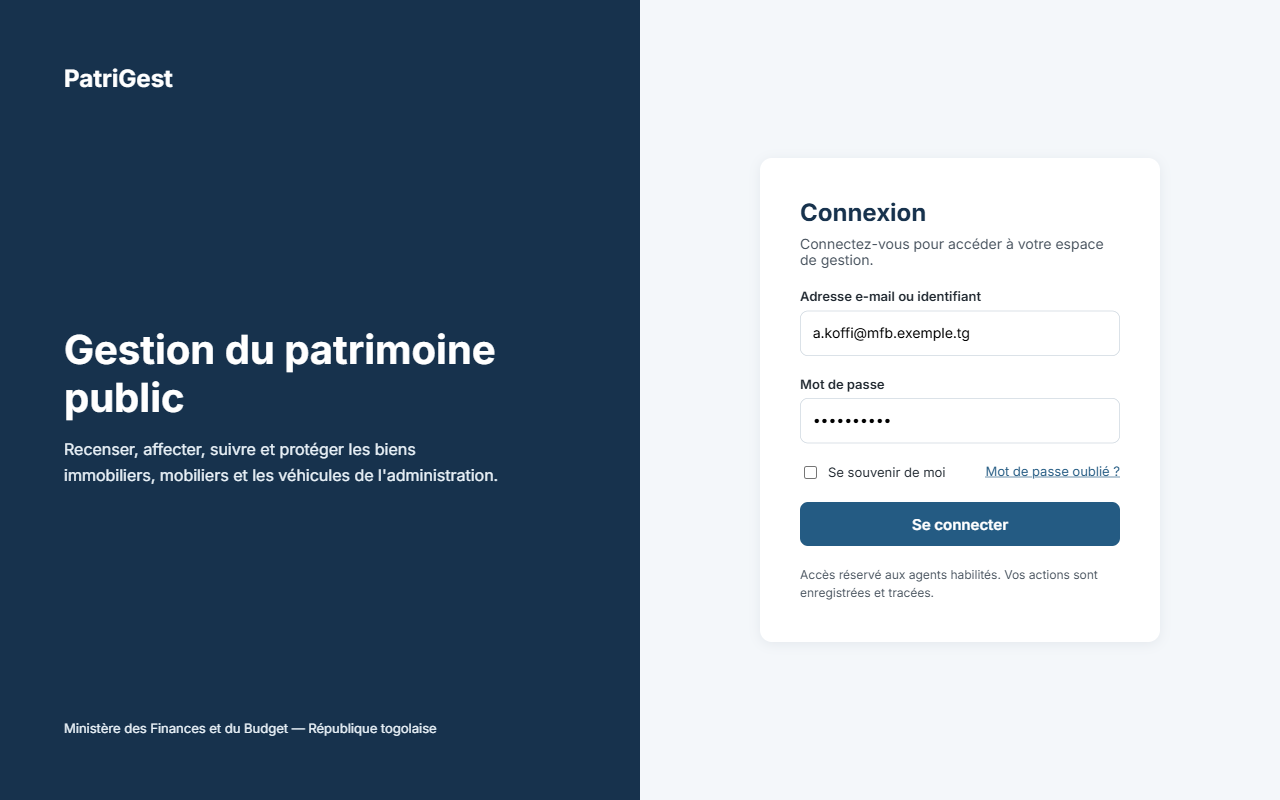 PatriGest
Gestion du patrimoine
public
Recenser, affecter, suivre et protéger les biens
immobiliers, mobiliers et les véhicules de l'administration.
Ministère des Finances et du Budget — République togolaise
Connexion
Connectez-vous pour accéder à votre espace
de gestion.
Adresse e-mail ou identifiant
a.koffi@mfb.exemple.tg
Mot de passe
••••••••••
Se souvenir de moi
Mot de passe oublié ?
Se connecter
Accès réservé aux agents habilités. Vos actions sont
enregistrées et tracées.